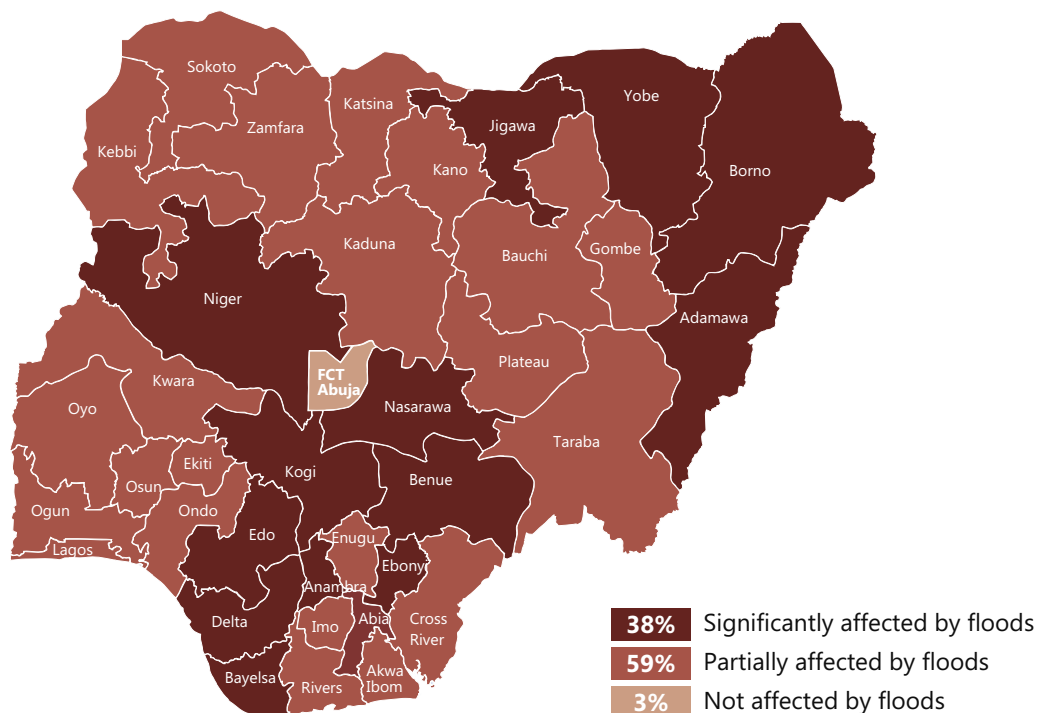 Sokoto
Yobe
Katsina
Jigawa
Zamfara
Kebbi
Kano
Borno
Kaduna
Gombe
Bauchi
Niger
Adamawa
Plateau
FCT
Abuja
Kwara
Nasarawa
Oyo
Taraba
Ekiti
Kogi
Benue
Osun
Ogun
Ondo
Edo
Enugu
Lagos
Ebony
Anambra
Delta
Imo
Abia
Cross
River
Bayelsa
Rivers
Akwa
Ibom
38% Significantly affected by floods
59% Partially affected by floods
3% Not affected by floods